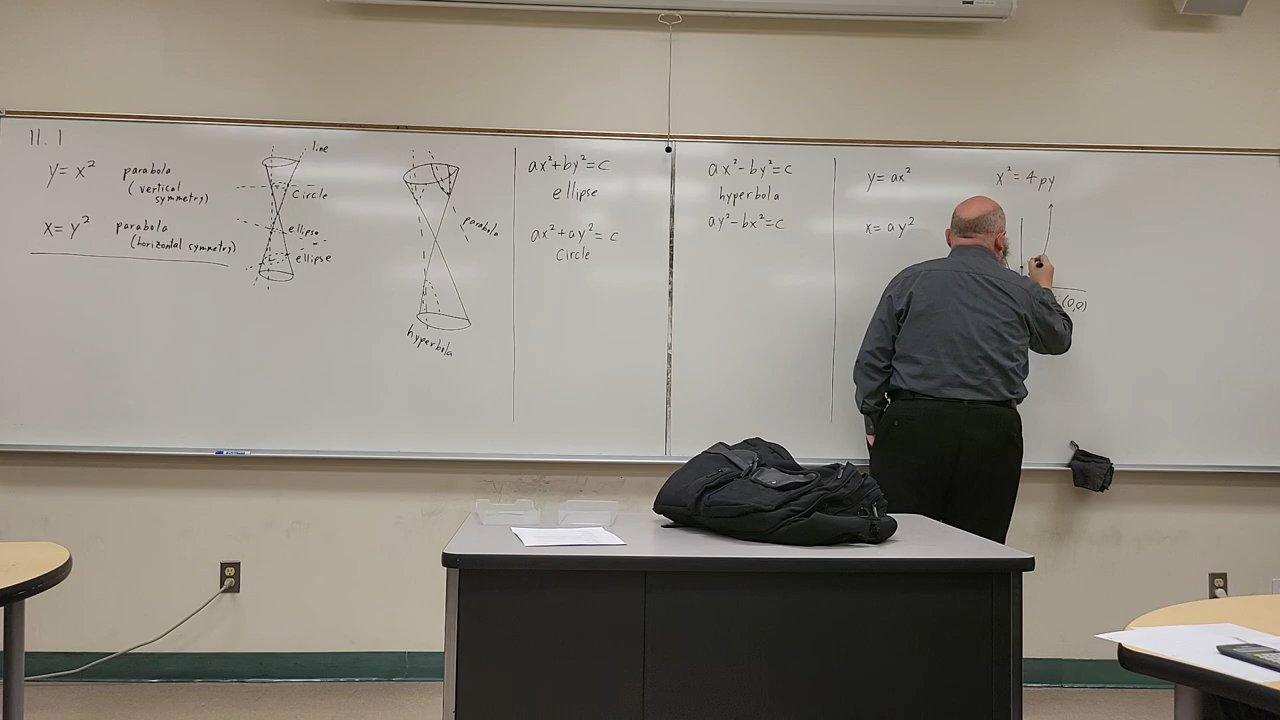 11.1
y = x² parabola
(vertical
symmetry)
x = y² parabola
(horizontal symmetry)
line
Circle
ellipse
ellipse
parabola
hyperbola
ax²+by²=c
ellipse
ax²+ay²=c
Circle
ax²-by²=c
hyperbola
ay²-bx²=c
y=ax²
x=ay²
x²=4py
(0,0)